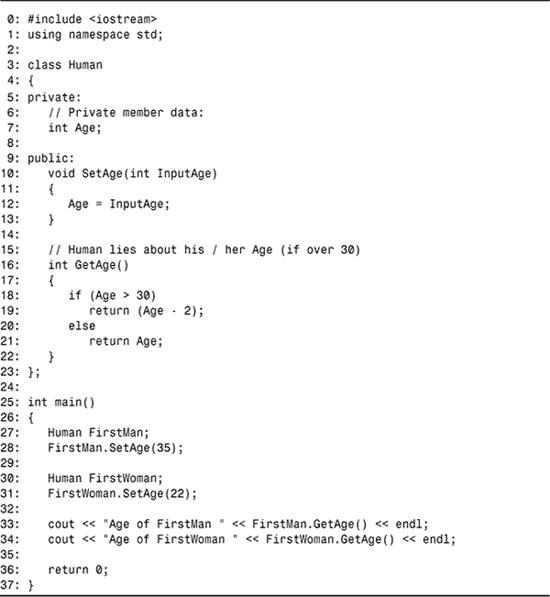 0: #include <iostream>
1: using namespace std;
2:
3: class Human
4: {
5: private:
6:    // Private member data:
7:    int Age;
8:
9: public:
10:    void SetAge(int InputAge)
11:    {
12:       Age = InputAge;
13:    }
14:
15:    // Human lies about his / her Age (if over 30)
16:    int GetAge()
17:    {
18:       if (Age > 30)
19:          return (Age - 2);
20:       else
21:          return Age;
22:    }
23: };
24:
25: int main()
26: {
27:    Human FirstMan;
28:    FirstMan.SetAge(35);
29:
30:    Human FirstWoman;
31:    FirstWoman.SetAge(22);
32:
33:    cout << "Age of FirstMan " << FirstMan.GetAge() << endl;
34:    cout << "Age of FirstWoman " << FirstWoman.GetAge() << endl;
35:
36:    return 0;
37: }